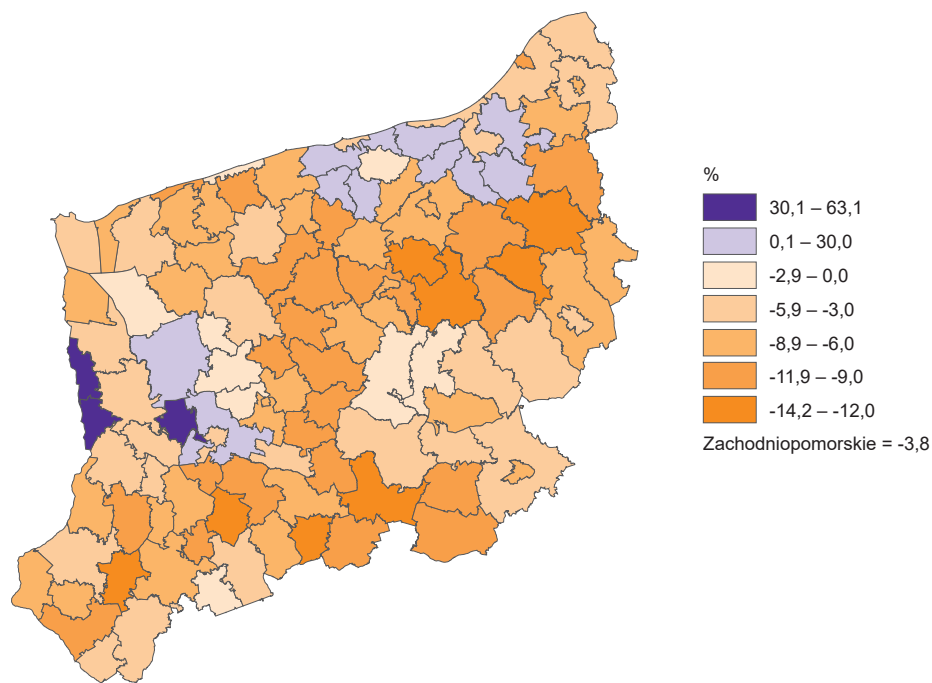 %
30,1 – 63,1
0,1 – 30,0
-2,9 – 0,0
-5,9 – -3,0
-8,9 – -6,0
-11,9 – -9,0
-14,2 – -12,0
Zachodniopomorskie = -3,8